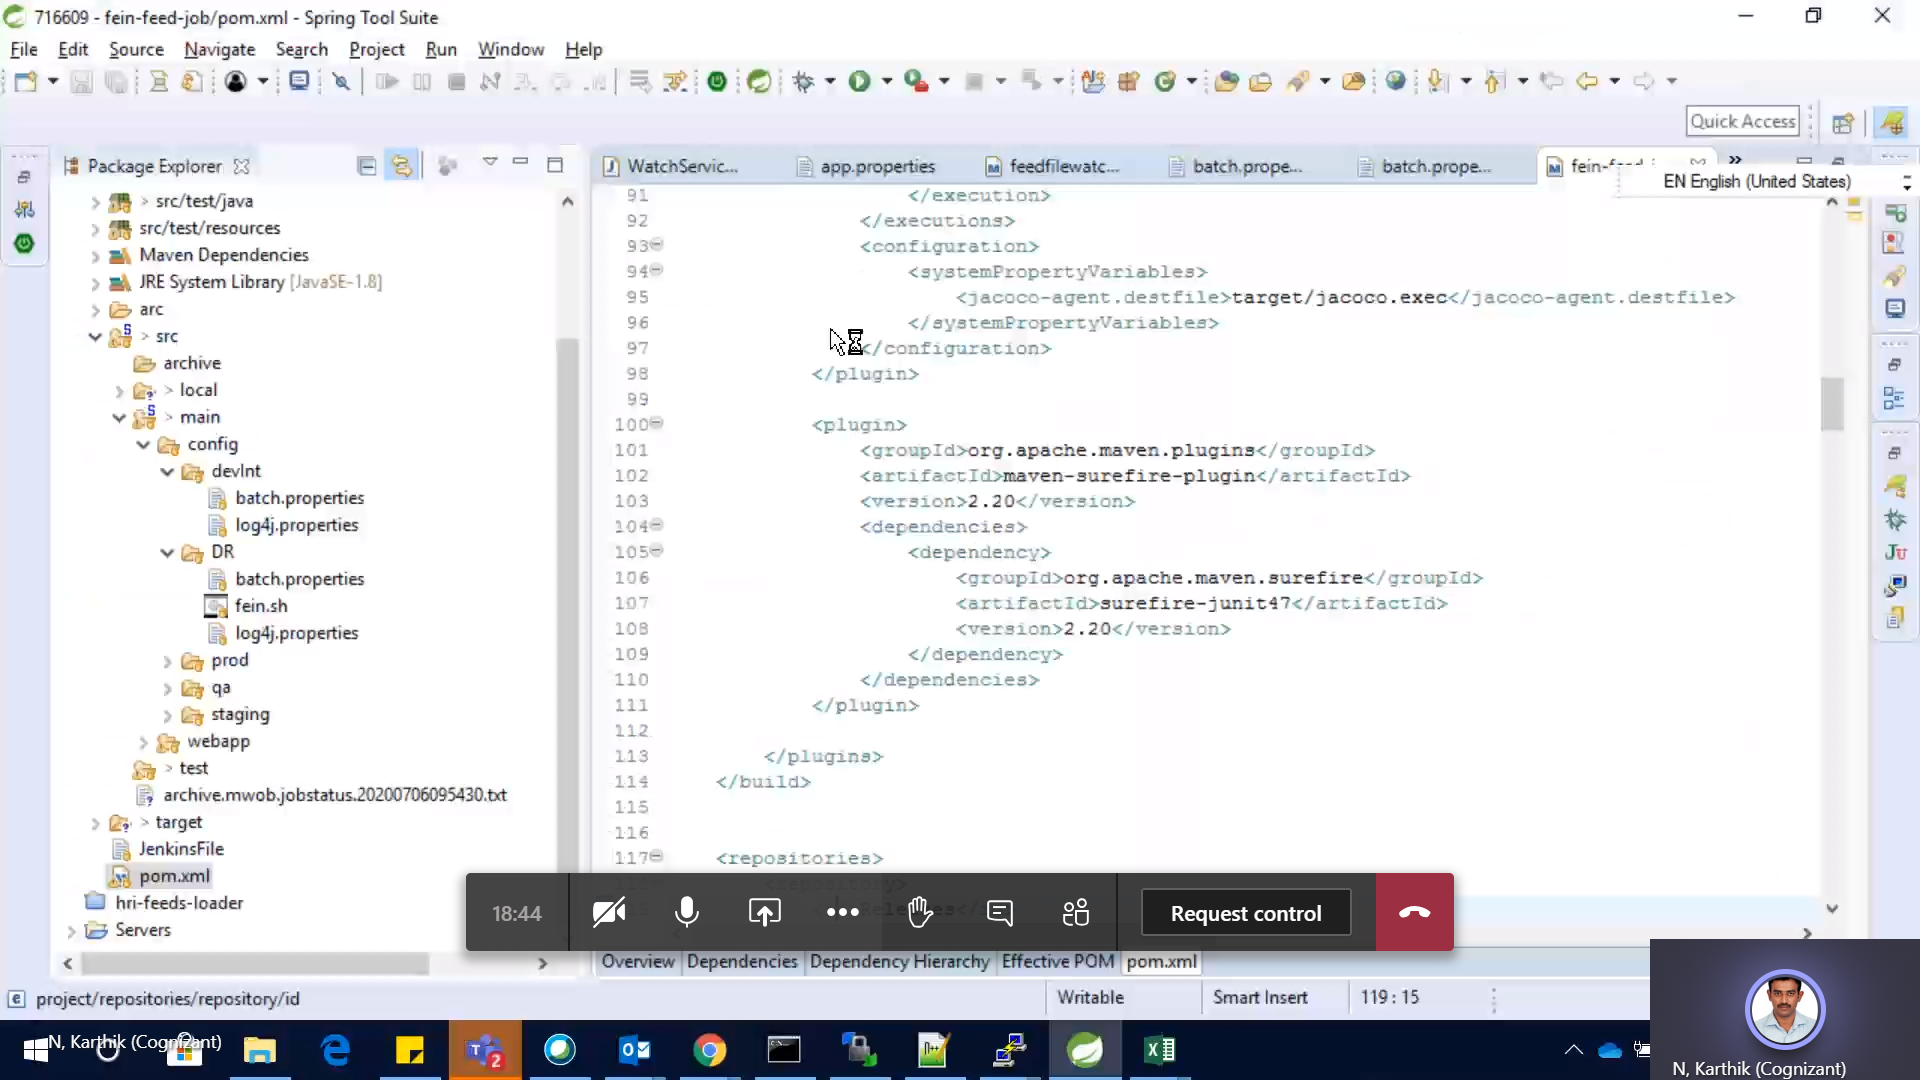 716609 - fein-feed-job/pom.xml - Spring Tool Suite
File Edit Source Navigate Search Project Run Window Help
Quick Access
Package Explorer
WatchServic... app.properties feedfilewatc... batch.prope... batch.prope...
EN English (United States)
> src/test/java
src/test/resources
Maven Dependencies
JRE System Library [JavaSE-1.8]
arc
> src
archive
> local
> main
config
devInt
batch.properties
log4j.properties
DR
batch.properties
fein.sh
log4j.properties
prod
qa
staging
webapp
> test
archive.mwob.jobstatus.20200706095430.txt
> target
JenkinsFile
pom.xml
hri-feeds-loader
Servers
91 </execution>
92 </executions>
93 <configuration>
94 <systemPropertyVariables>
95 <jacoco-agent.destfile>target/jacoco.exec</jacoco-agent.destfile>
96 </systemPropertyVariables>
97 </configuration>
98 </plugin>
99
100 <plugin>
101 <groupId>org.apache.maven.plugins</groupId>
102 <artifactId>maven-surefire-plugin</artifactId>
103 <version>2.20</version>
104 <dependencies>
105 <dependency>
106 <groupId>org.apache.maven.surefire</groupId>
107 <artifactId>surefire-junit47</artifactId>
108 <version>2.20</version>
109 </dependency>
110 </dependencies>
111 </plugin>
112
113 </plugins>
114 </build>
115
116
117 <repositories>
18:44
Request control
Overview Dependencies Dependency Hierarchy Effective POM pom.xml
project/repositories/repository/id
Writable
Smart Insert
119 : 15
N, Karthik (Cognizant)
2
N, Karthik (Cognizant)